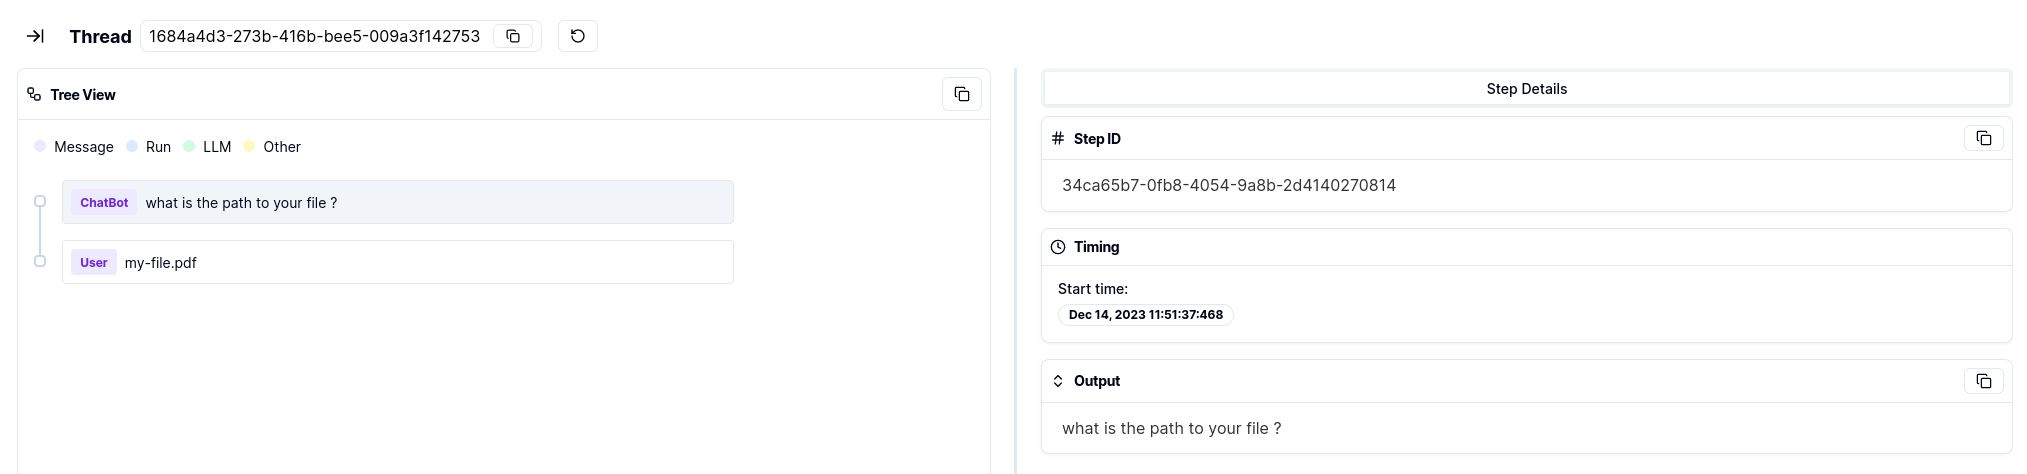 Thread 1684a4d3-273b-416b-bee5-009a3f142753
Tree View
Message Run LLM Other
ChatBot what is the path to your file ?
User my-file.pdf
Step Details
Step ID
34ca65b7-0fb8-4054-9a8b-2d4140270814
Timing
Start time:
Dec 14, 2023 11:51:37:468
Output
what is the path to your file ?